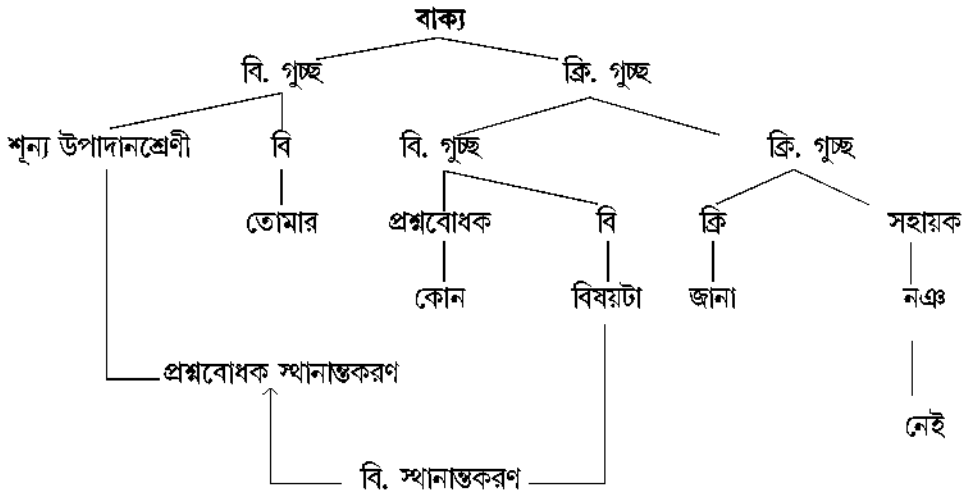 বাক্য
বি. গুচ্ছ ক্রি. গুচ্ছ
শূন্য উপাদানশ্রেণী বি বি. গুচ্ছ ক্রি. গুচ্ছ
তোমার প্রশ্নবোধক বি ক্রি সহায়ক
কোন বিষয়টা জানা নঞ
প্রশ্নবোধক স্থানান্তকরণ
নেই
বি. স্থানান্তকরণ